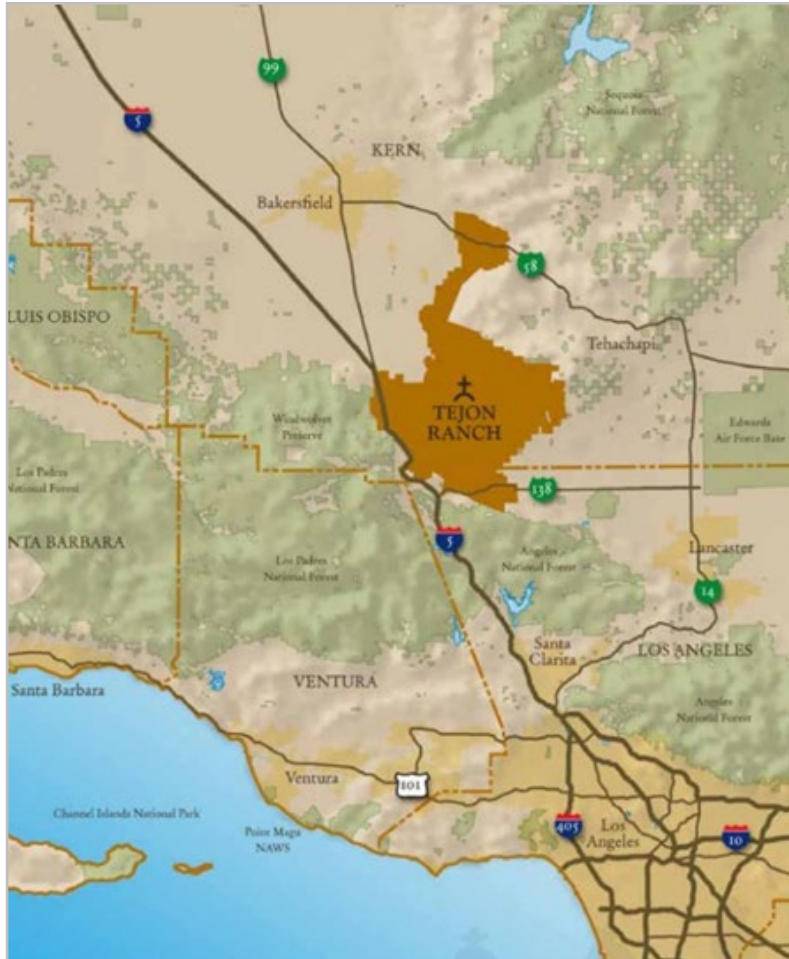 99
5
Sequoia
National Forest
KERN
Bakersfield
58
LUIS OBISPO
Tehachapi
TEJON
RANCH
Windwolves
Preserve
Edwards
Air Force Base
Los Padres
National Forest
138
NTA BARBARA
5
Lancaster
Los Padres
National Forest
Angeles
National Forest
14
Santa
Clarita
LOS ANGELES
Santa Barbara
VENTURA
Angeles
National Forest
Ventura
101
Channel Islands National Park
Point Mugu
NAWS
405
Los
Angeles
10